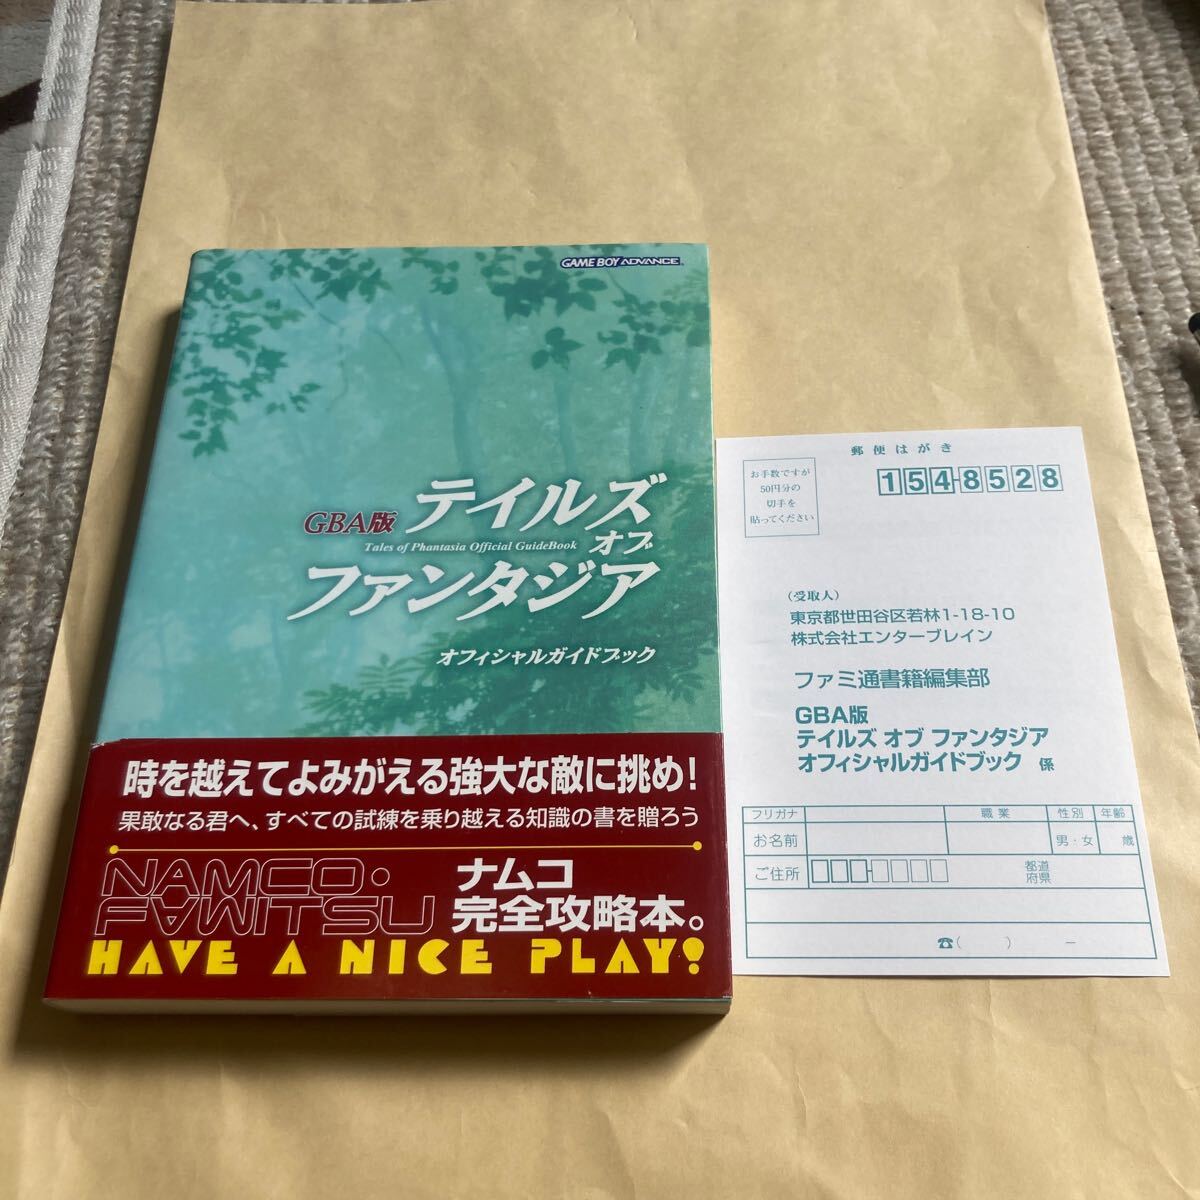 GAME BOY ADVANCE
GBA版 テイルズ
Tales of Phantasia Official GuideBook オブ
ファンタジア
オフィシャルガイドブック
時を越えてよみがえる強大な敵に挑め！
果敢なる君へ、すべての試練を乗り越える知識の書を贈ろう
NAMCO・
FAMITSU
ナムコ
完全攻略本。
HAVE A NICE PLAY!
郵便はがき
お手数ですが
50円分の
切手を
貼ってください
154-8528
（受取人）
東京都世田谷区若林1-18-10
株式会社エンターブレイン
ファミ通書籍編集部
GBA版
テイルズ オブ ファンタジア
オフィシャルガイドブック 係
フリガナ 職業 性別 年齢
お名前 男・女 歳
ご住所 都道
府県
☎( ) －